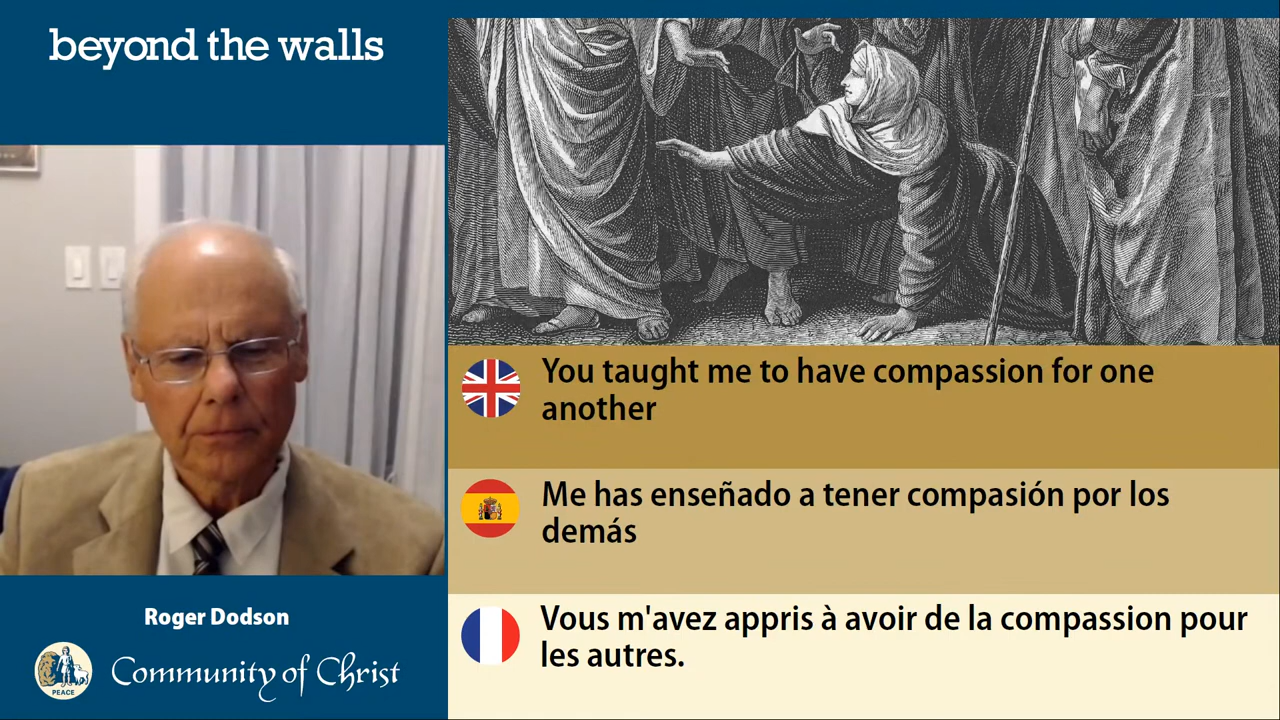 beyond the walls
You taught me to have compassion for one
another
Me has enseñado a tener compasión por los
demás
Vous m'avez appris à avoir de la compassion pour
les autres.
Roger Dodson
PEACE
Community of Christ